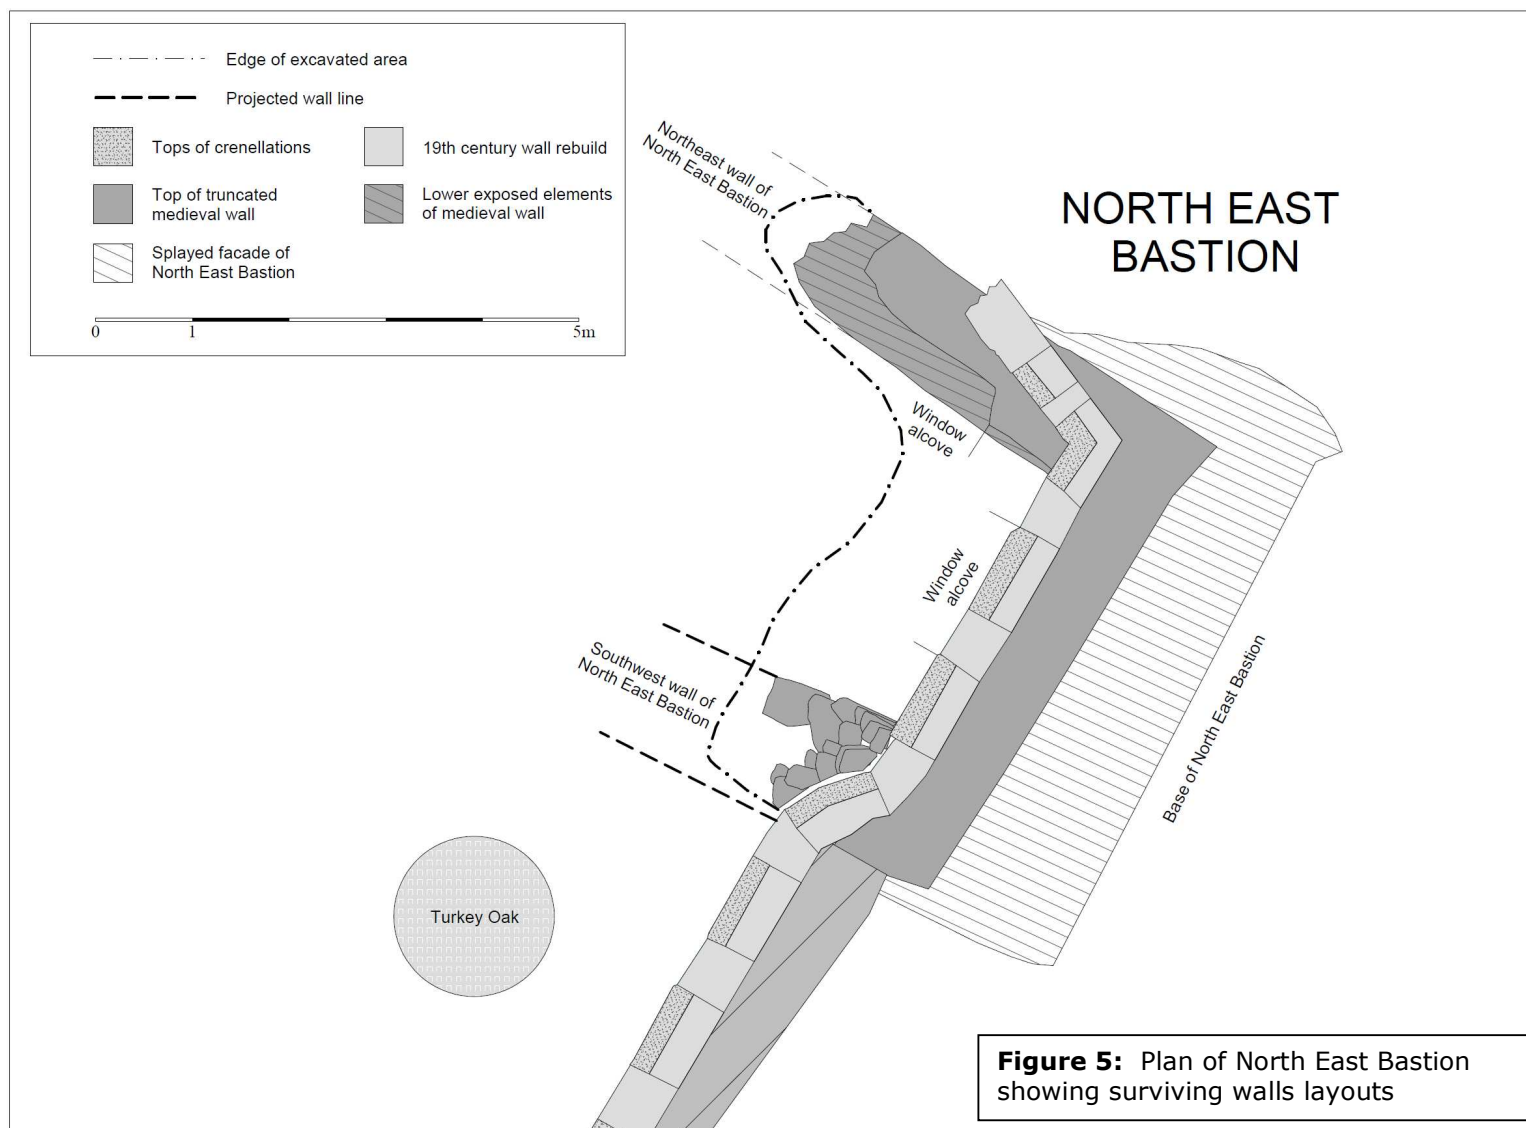 Edge of excavated area
Projected wall line
Tops of crenellations
19th century wall rebuild
Top of truncated
medieval wall
Lower exposed elements
of medieval wall
Splayed facade of
North East Bastion
0
1
5m
Northeast wall of
North East Bastion
NORTH EAST
BASTION
Window
alcove
Window
alcove
Southwest wall of
North East Bastion
Base of North East Bastion
Turkey Oak
Figure 5: Plan of North East Bastion
showing surviving walls layouts